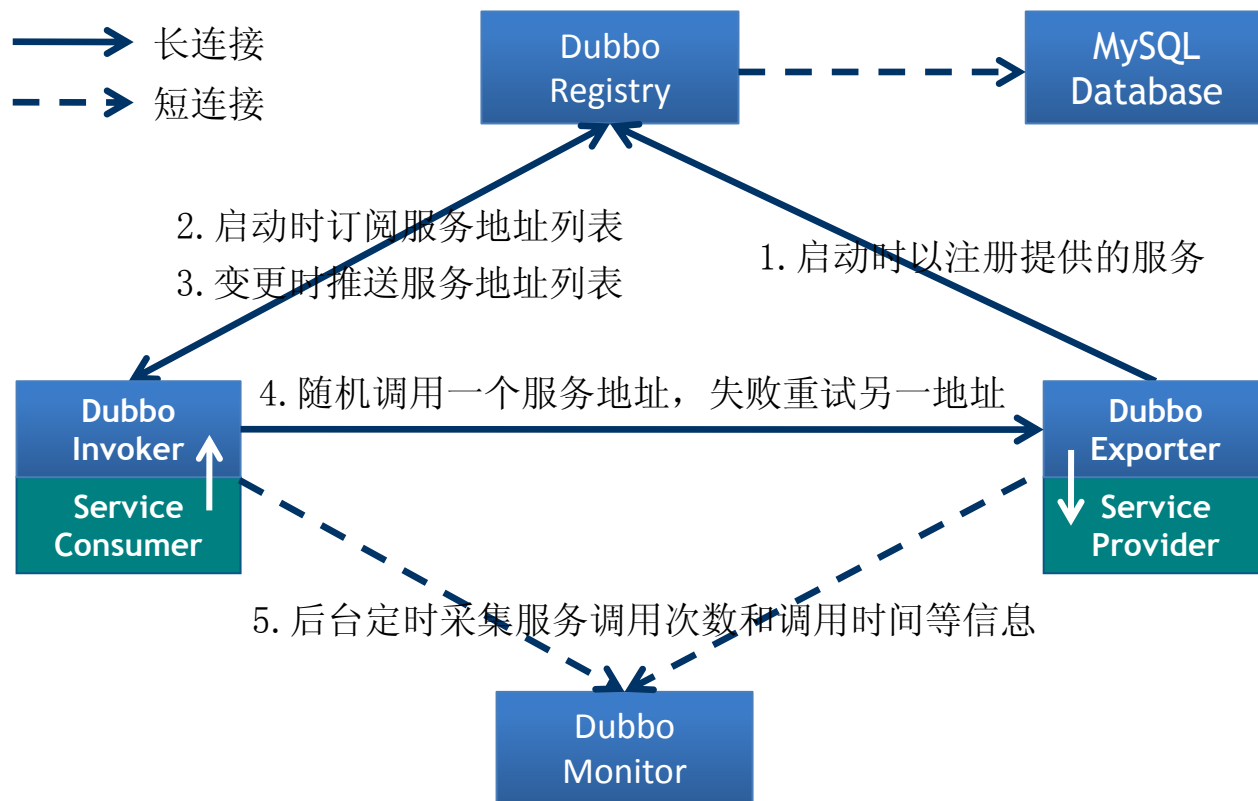 长连接
短连接
Dubbo
Registry
MySQL
Database
2.启动时订阅服务地址列表
3.变更时推送服务地址列表
1.启动时以注册提供的服务
4.随机调用一个服务地址，失败重试另一地址
Dubbo
Invoker
Service
Consumer
Dubbo
Exporter
Service
Provider
5.后台定时采集服务调用次数和调用时间等信息
Dubbo
Monitor